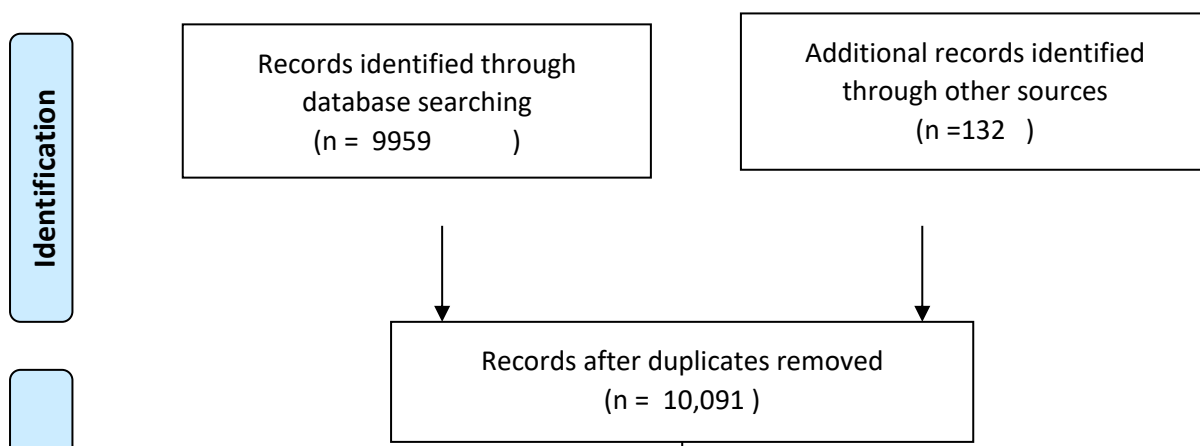 Identification
Records identified through
database searching
(n = 9959 )
Additional records identified
through other sources
(n =132 )
Records after duplicates removed
(n = 10,091 )